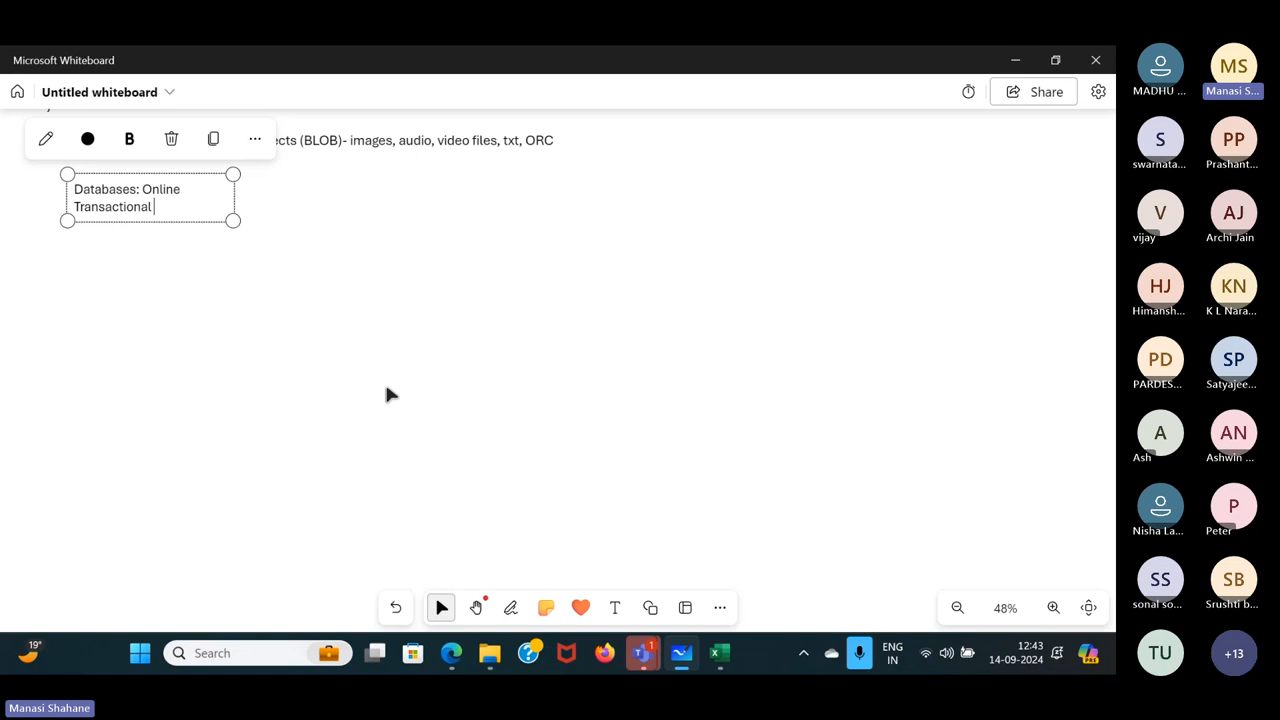 Microsoft Whiteboard
Untitled whiteboard
Share
B
ects (BLOB)- images, audio, video files, txt, ORC
Databases: Online
Transactional
48%
MADHU ...
MS
Manasi S...
S
swarnata...
PP
Prashant...
V
vijay
AJ
Archi Jain
HJ
Himansh...
KN
K L Nara...
PD
PARDES...
SP
Satyajee...
A
Ash
AN
Ashwin ...
Nisha La...
P
Peter
SS
sonal so...
SB
Srushti b...
TU
+13
19°
Search
1
ENG
IN
12:43
14-09-2024
PRE
Manasi Shahane